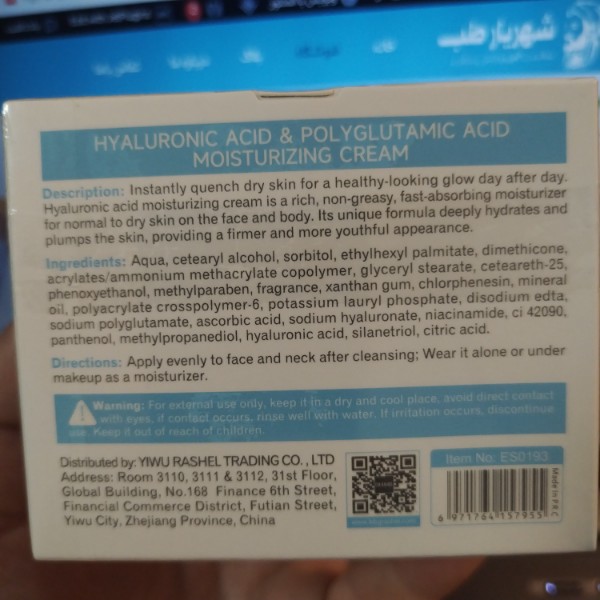 شهریار طب
HYALURONIC ACID & POLYGLUTAMIC ACID
MOISTURIZING CREAM
Description: Instantly quench dry skin for a healthy-looking glow day after day.
Hyaluronic acid moisturizing cream is a rich, non-greasy, fast-absorbing moisturizer
for normal to dry skin on the face and body. Its unique formula deeply hydrates and
plumps the skin, providing a firmer and more youthful appearance.
Ingredients: Aqua, cetearyl alcohol, sorbitol, ethylhexyl palmitate, dimethicone,
acrylates/ammonium methacrylate copolymer, glyceryl stearate, ceteareth-25,
phenoxyethanol, methylparaben, fragrance, xanthan gum, chlorphenesin, mineral
oil, polyacrylate crosspolymer-6, potassium lauryl phosphate, disodium edta,
sodium polyglutamate, ascorbic acid, sodium hyaluronate, niacinamide, ci 42090,
panthenol, methylpropanediol, hyaluronic acid, silanetriol, citric acid.
Directions: Apply evenly to face and neck after cleansing; Wear it alone or under
makeup as a moisturizer.
Warning: For external use only, keep it in a dry and cool place, avoid direct contact
with eyes, if contact occurs, rinse well with water. If irritation occurs, discontinue
use. Keep it out of reach of children.
Distributed by: YIWU RASHEL TRADING CO., LTD
Address: Room 3110, 3111 & 3112, 31st Floor,
Global Building, No.168 Finance 6th Street,
Financial Commerce District, Futian Street,
Yiwu City, Zhejiang Province, China
Item No: ES0193
Made in P.R.C
6 971764 157955